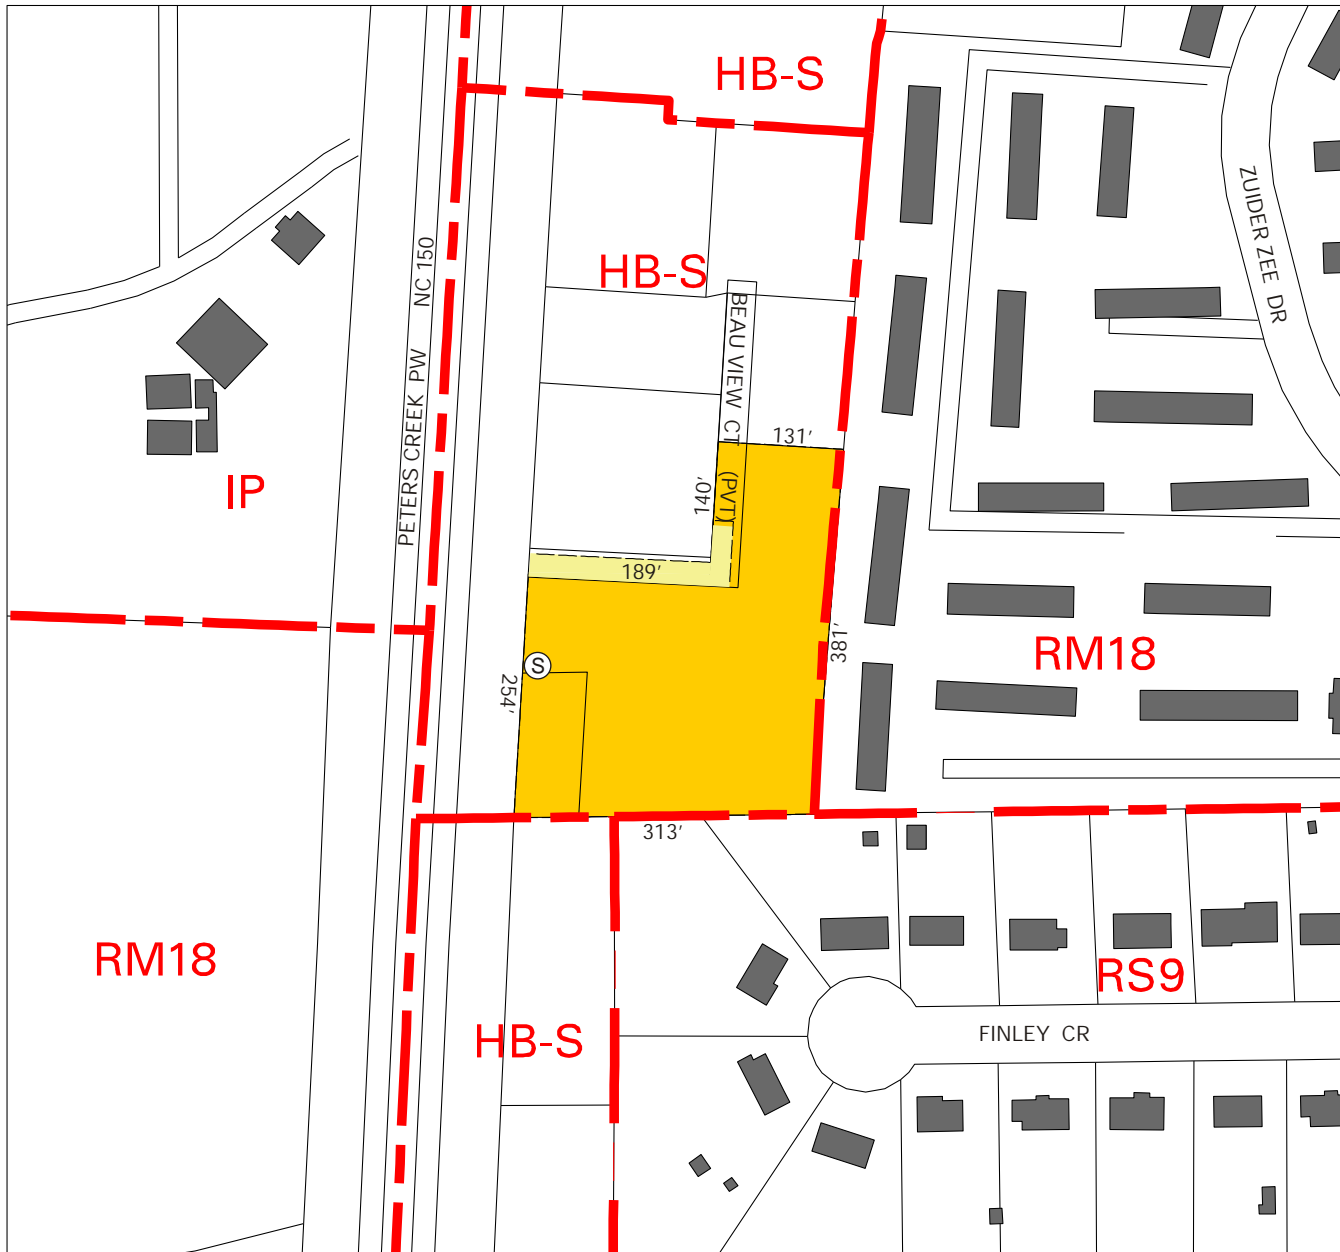 HB-S
ZUIDER ZEE DR
NC 150
HB-S
BEAU VIEW CT (PVT)
PETERS CREEK PW
131'
140'
IP
189'
381'
RM18
S
254'
313'
RM18
RS9
HB-S
FINLEY CR